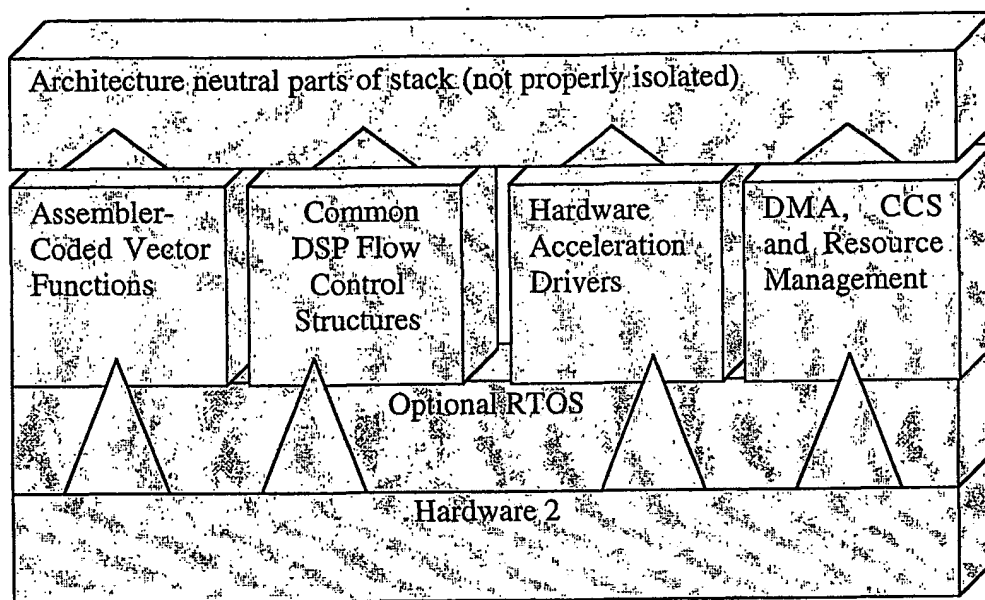 Architecture neutral parts of stack (not properly isolated)
Assembler-
Coded Vector
Functions
Common
DSP Flow
Control
Structures
Hardware
Acceleration
Drivers
DMA, CCS
and Resource
Management
Optional RTOS
Hardware 2